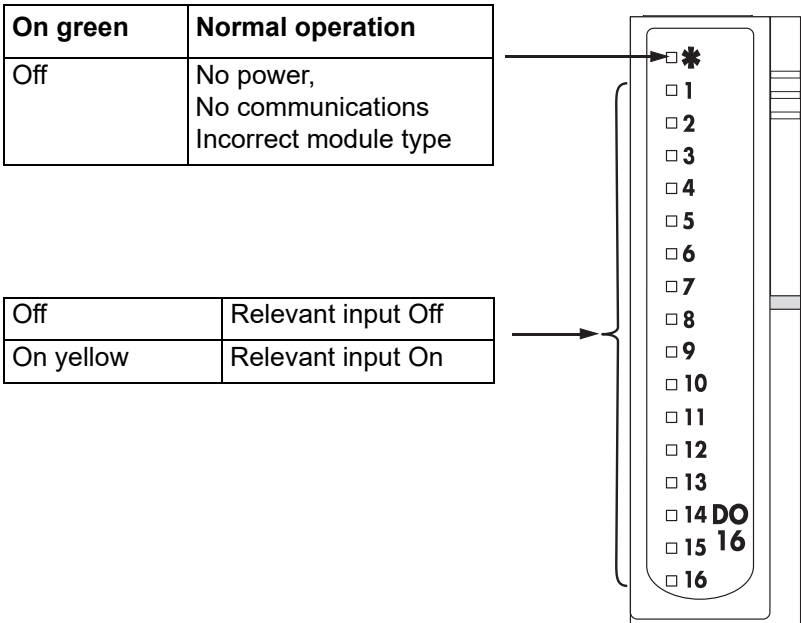 On green Normal operation
Off No power,
No communications
Incorrect module type
Off Relevant input Off
On yellow Relevant input On
✱
1
2
3
4
5
6
7
8
9
10
11
12
13
14 DO
15 16
16